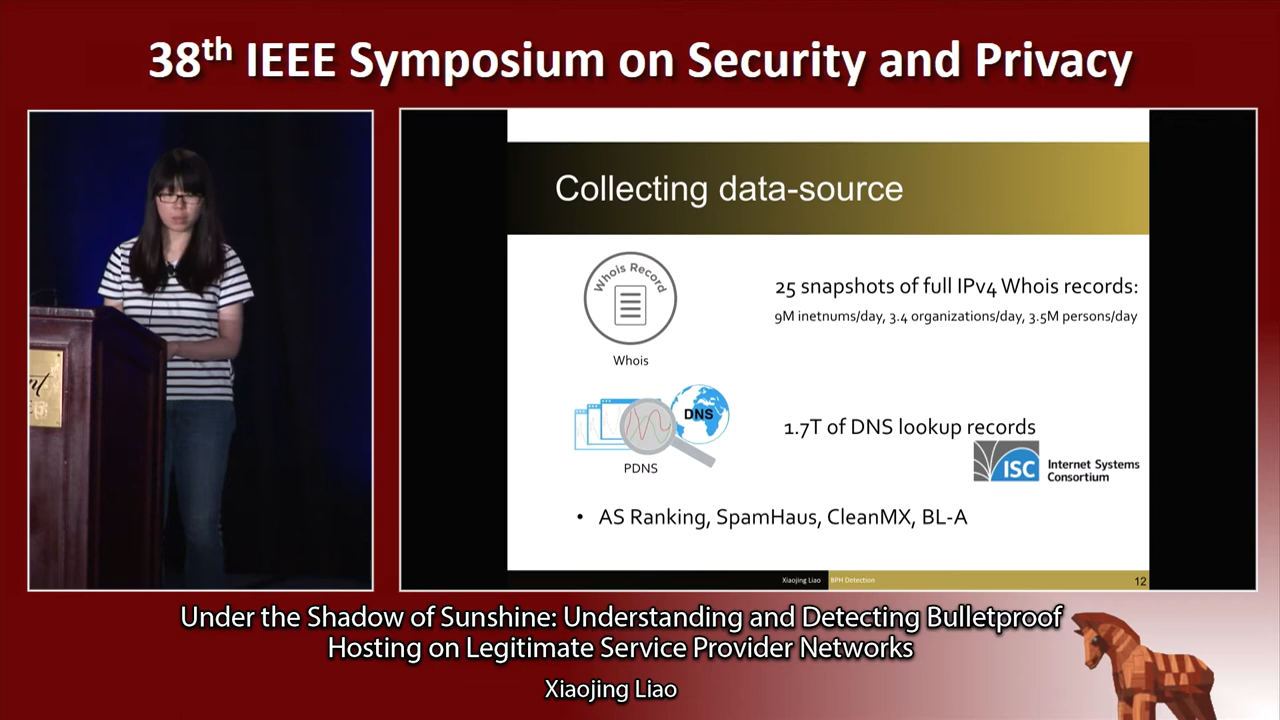 38th IEEE Symposium on Security and Privacy
Collecting data-source
Whois Record
Whois
25 snapshots of full IPv4 Whois records:
9M inetnums/day, 3.4 organizations/day, 3.5M persons/day
DNS
PDNS
1.7T of DNS lookup records
ISC Internet Systems
Consortium
• AS Ranking, SpamHaus, CleanMX, BL-A
Xiaojing Liao BPH Detection 12
Under the Shadow of Sunshine: Understanding and Detecting Bulletproof
Hosting on Legitimate Service Provider Networks
Xiaojing Liao